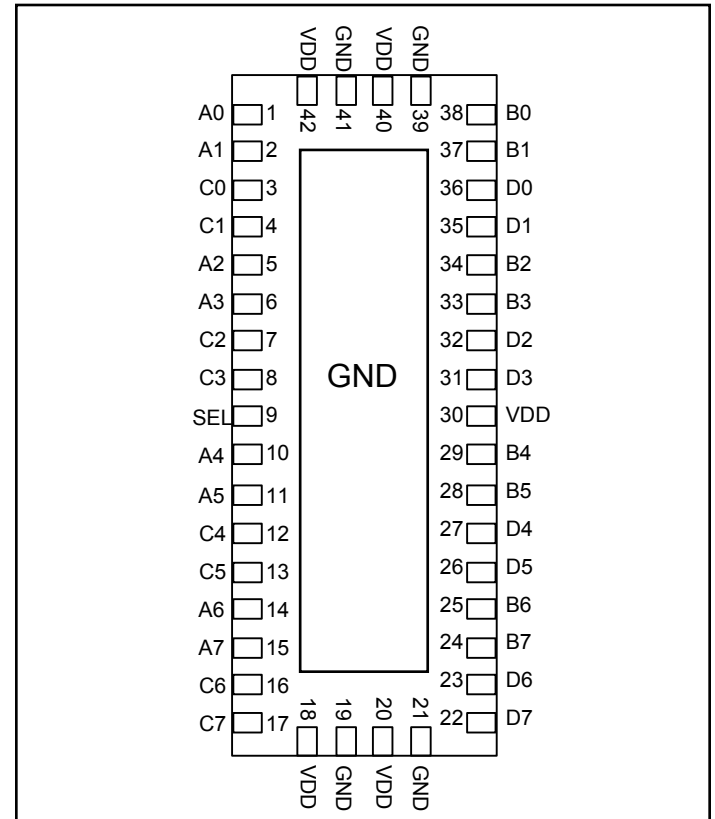 VDD GND VDD GND
42 41 40 39
A0 1 38 B0
A1 2 37 B1
C0 3 36 D0
C1 4 35 D1
A2 5 34 B2
A3 6 33 B3
C2 7 32 D2
C3 8 GND 31 D3
SEL 9 30 VDD
A4 10 29 B4
A5 11 28 B5
C4 12 27 D4
C5 13 26 D5
A6 14 25 B6
A7 15 24 B7
C6 16 23 D6
C7 17 22 D7
18 19 20 21
VDD GND VDD GND